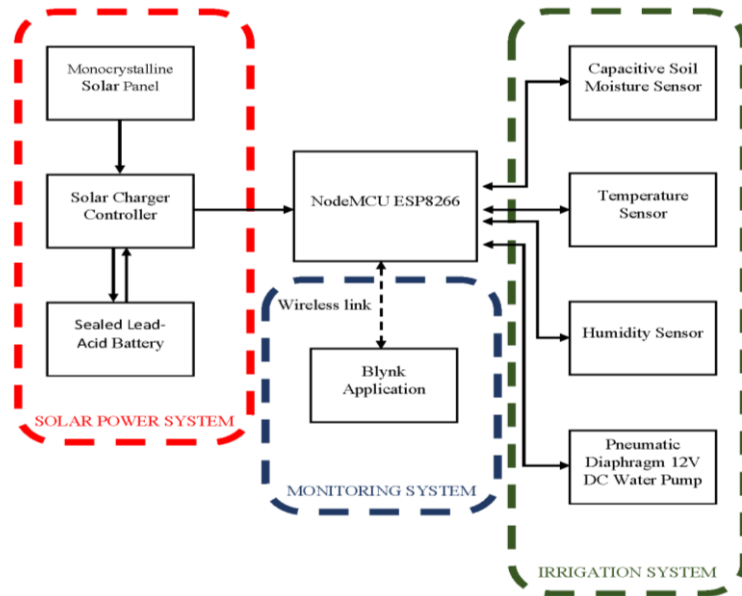 Monocrystalline
Solar Panel
Solar Charger
Controller
Sealed Lead-
Acid Battery
SOLAR POWER SYSTEM
NodeMCU ESP8266
Wireless link
Blynk
Application
MONITORING SYSTEM
Capacitive Soil
Moisture Sensor
Temperature
Sensor
Humidity Sensor
Pneumatic
Diaphragm 12V
DC Water Pump
IRRIGATION SYSTEM